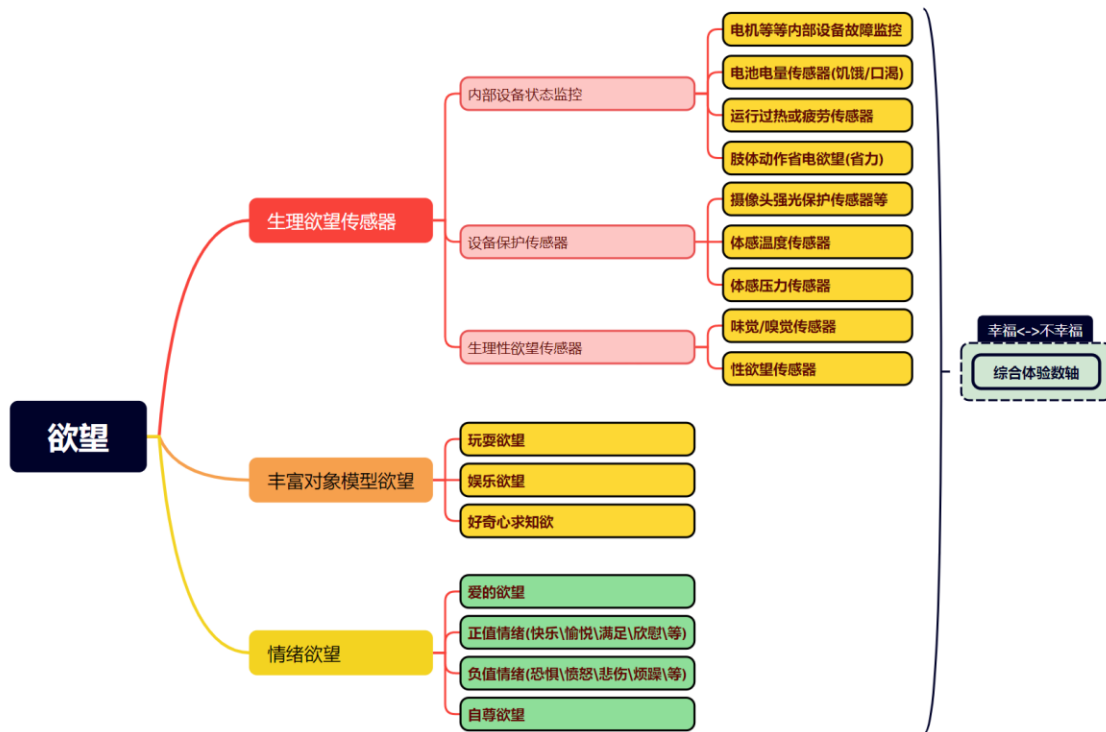 欲望
生理欲望传感器
内部设备状态监控
电机等等内部设备故障监控
电池电量传感器(饥饿/口渴)
运行过热或疲劳传感器
肢体动作省电欲望(省力)
设备保护传感器
摄像头强光保护传感器等
体感温度传感器
体感压力传感器
生理性欲望传感器
味觉/嗅觉传感器
性欲望传感器
丰富对象模型欲望
玩耍欲望
娱乐欲望
好奇心求知欲
情绪欲望
爱的欲望
正值情绪(快乐\愉悦\满足\欣慰\等)
负值情绪(恐惧\愤怒\悲伤\烦躁\等)
自尊欲望
幸福<->不幸福
综合体验数轴